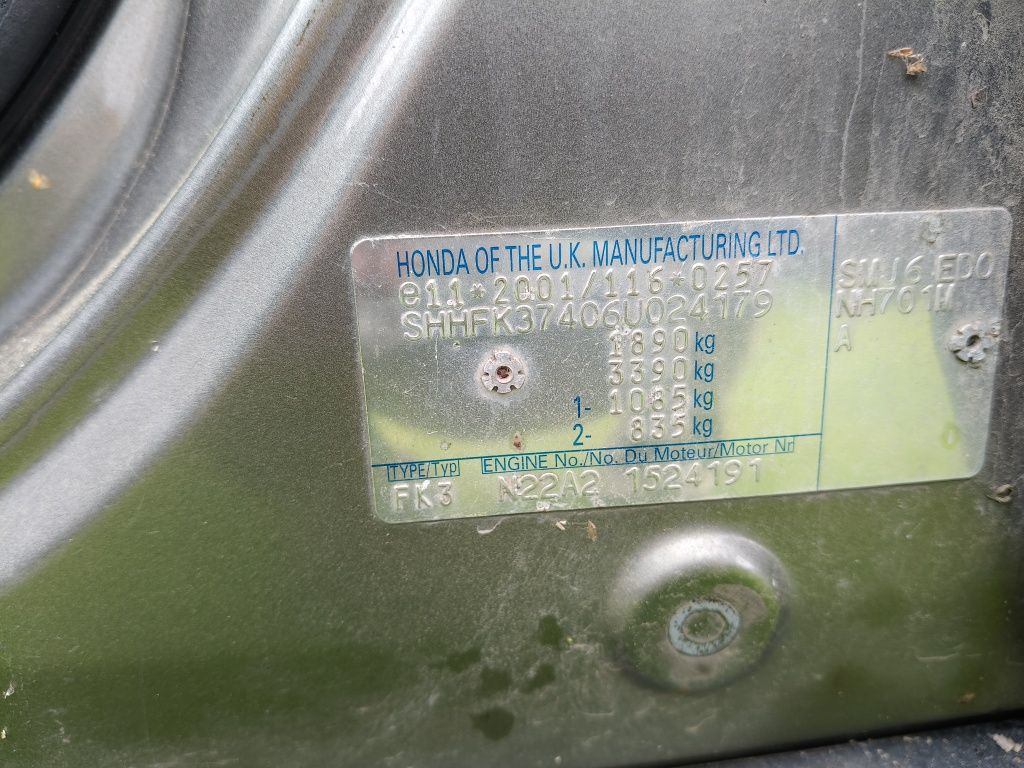 HONDA OF THE U.K. MANUFACTURING LTD.
e11*2001/116*0257
SHHFK37406U024179
1890 kg
3390 kg
1- 1085 kg
2- 835 kg
TYPE/Typ ENGINE No./No. Du Moteur/Motor Nr
FK3 N22A2 1524191
SMJ6 EDO
NH701M
A